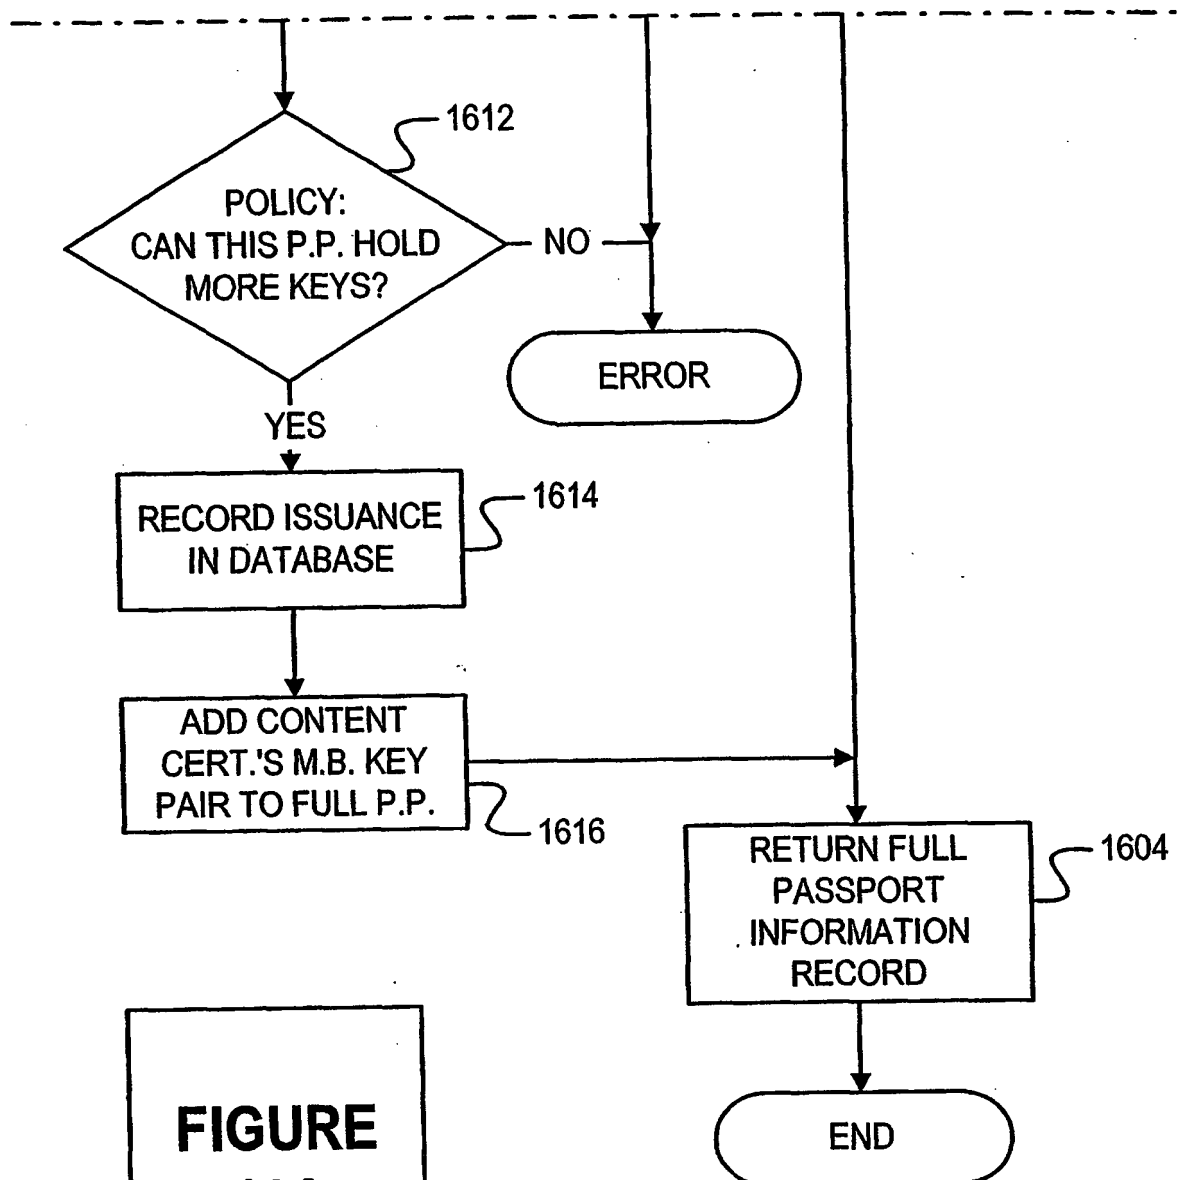 1612
POLICY:
CAN THIS P.P. HOLD
MORE KEYS?
NO
ERROR
YES
RECORD ISSUANCE
IN DATABASE
1614
ADD CONTENT
CERT.'S M.B. KEY
PAIR TO FULL P.P.
1616
RETURN FULL
PASSPORT
INFORMATION
RECORD
1604
END
FIGURE